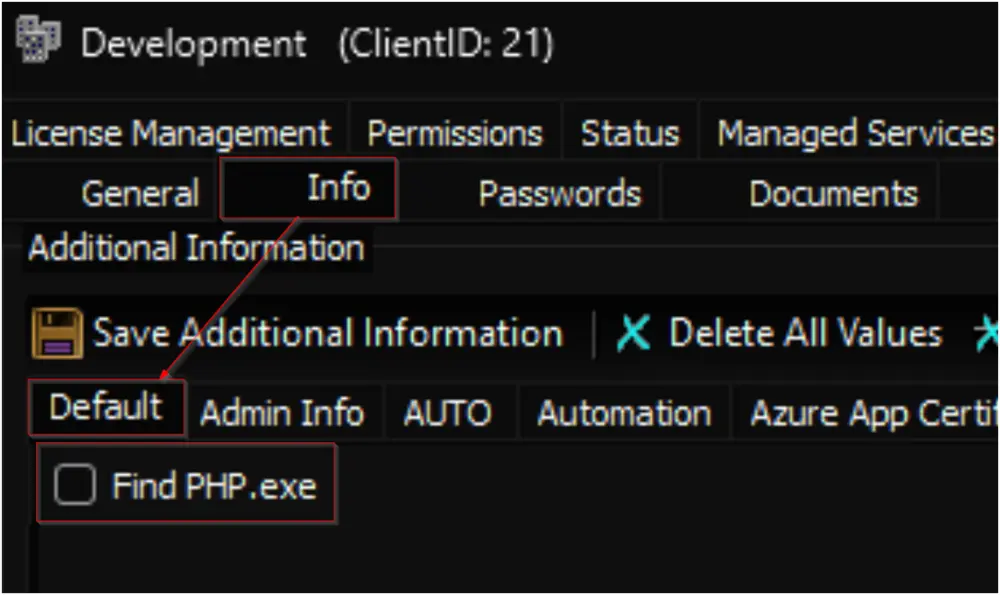 Development (ClientID: 21)
License Management Permissions Status Managed Services
General Info Passwords Documents
Additional Information
Save Additional Information Delete All Values
Default Admin Info AUTO Automation Azure App Certi
Find PHP.exe